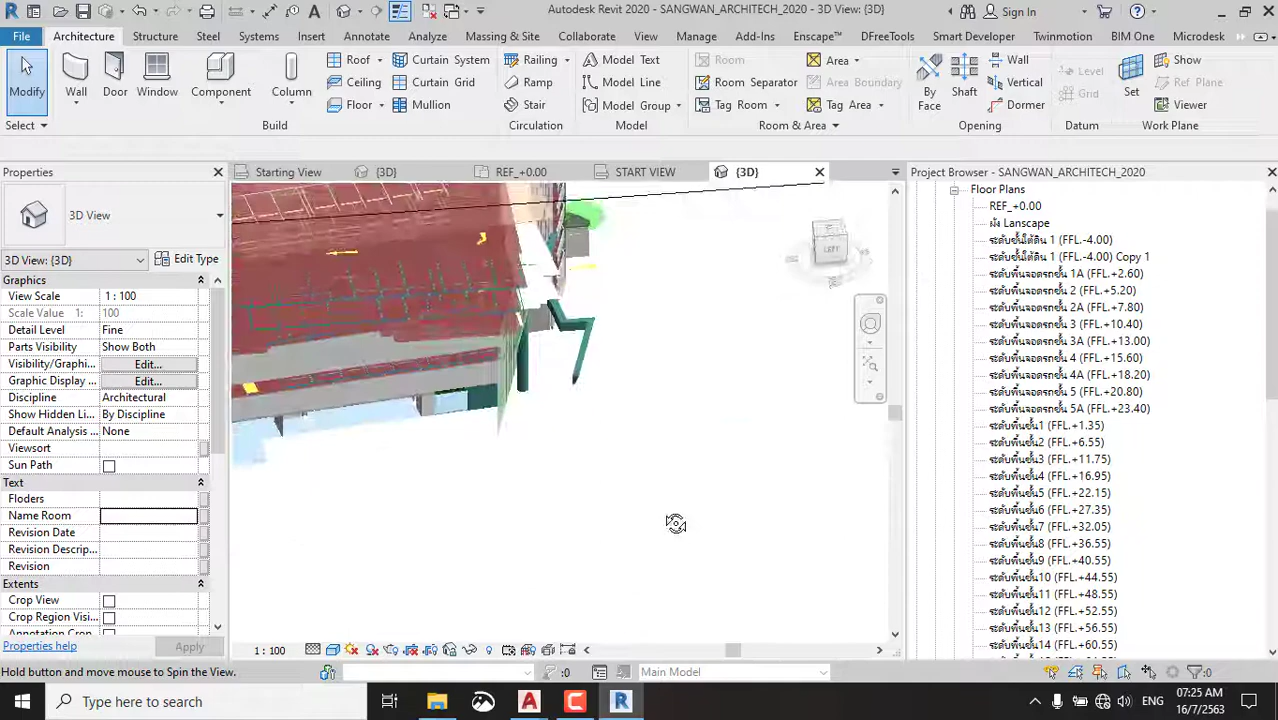 Autodesk Revit 2020 - SANGWAN_ARCHITECH_2020 - 3D View: {3D}
Sign In
File Architecture Structure Steel Systems Insert Annotate Analyze Massing & Site Collaborate View Manage Add-Ins Enscape™ DFreeTools Smart Developer Twinmotion BIM One Microdesk
Modify Wall Door Window Component Column
Roof Curtain System
Ceiling Curtain Grid
Floor Mullion
Railing Model Text
Ramp Model Line
Stair Model Group
Room Area
Room Separator Area Boundary
Tag Room Tag Area
By Face Shaft
Wall
Vertical
Dormer
Level
Grid
Set
Show
Ref Plane
Viewer
Select Build Circulation Model Room & Area Opening Datum Work Plane
Properties
3D View
3D View: {3D} Edit Type
Graphics
View Scale 1 : 100
Scale Value 1: 100
Detail Level Fine
Parts Visibility Show Both
Visibility/Graphi... Edit...
Graphic Display ... Edit...
Discipline Architectural
Show Hidden Li... By Discipline
Default Analysis ... None
Viewsort
Sun Path
Text
Floders
Name Room
Revision Date
Revision Descrip...
Revision
Extents
Crop View
Crop Region Visi...
Annotation Crop
Properties help Apply
Starting View {3D} REF_+0.00 START VIEW {3D}
LEFT
1 : 100
Project Browser - SANGWAN_ARCHITECH_2020
Floor Plans
REF_+0.00
ผัง Lanscape
ระดับชั้นใต้ดิน 1 (FFL.-4.00)
ระดับชั้นใต้ดิน 1 (FFL.-4.00) Copy 1
ระดับพื้นจอดรถชั้น 1A (FFL.+2.60)
ระดับพื้นจอดรถชั้น 2 (FFL.+5.20)
ระดับพื้นจอดรถชั้น 2A (FFL.+7.80)
ระดับพื้นจอดรถชั้น 3 (FFL.+10.40)
ระดับพื้นจอดรถชั้น 3A (FFL.+13.00)
ระดับพื้นจอดรถชั้น 4 (FFL.+15.60)
ระดับพื้นจอดรถชั้น 4A (FFL.+18.20)
ระดับพื้นจอดรถชั้น 5 (FFL.+20.80)
ระดับพื้นจอดรถชั้น 5A (FFL.+23.40)
ระดับพื้นชั้น1 (FFL.+1.35)
ระดับพื้นชั้น2 (FFL.+6.55)
ระดับพื้นชั้น3 (FFL.+11.75)
ระดับพื้นชั้น4 (FFL.+16.95)
ระดับพื้นชั้น5 (FFL.+22.15)
ระดับพื้นชั้น6 (FFL.+27.35)
ระดับพื้นชั้น7 (FFL.+32.05)
ระดับพื้นชั้น8 (FFL.+36.55)
ระดับพื้นชั้น9 (FFL.+40.55)
ระดับพื้นชั้น10 (FFL.+44.55)
ระดับพื้นชั้น11 (FFL.+48.55)
ระดับพื้นชั้น12 (FFL.+52.55)
ระดับพื้นชั้น13 (FFL.+56.55)
ระดับพื้นชั้น14 (FFL.+60.55)
Hold button and move mouse to Spin the View. :0 Main Model :0
Type here to search
ENG
07:25 AM
16/7/2563